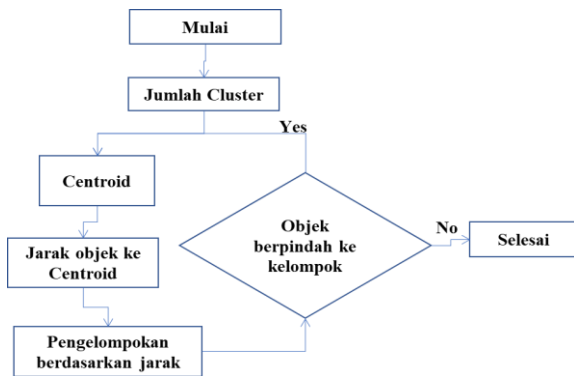 Mulai
Jumlah Cluster
Yes
Centroid
Objek
berpindah ke
kelompok
No
Selesai
Jarak objek ke
Centroid
Pengelompokan
berdasarkan jarak